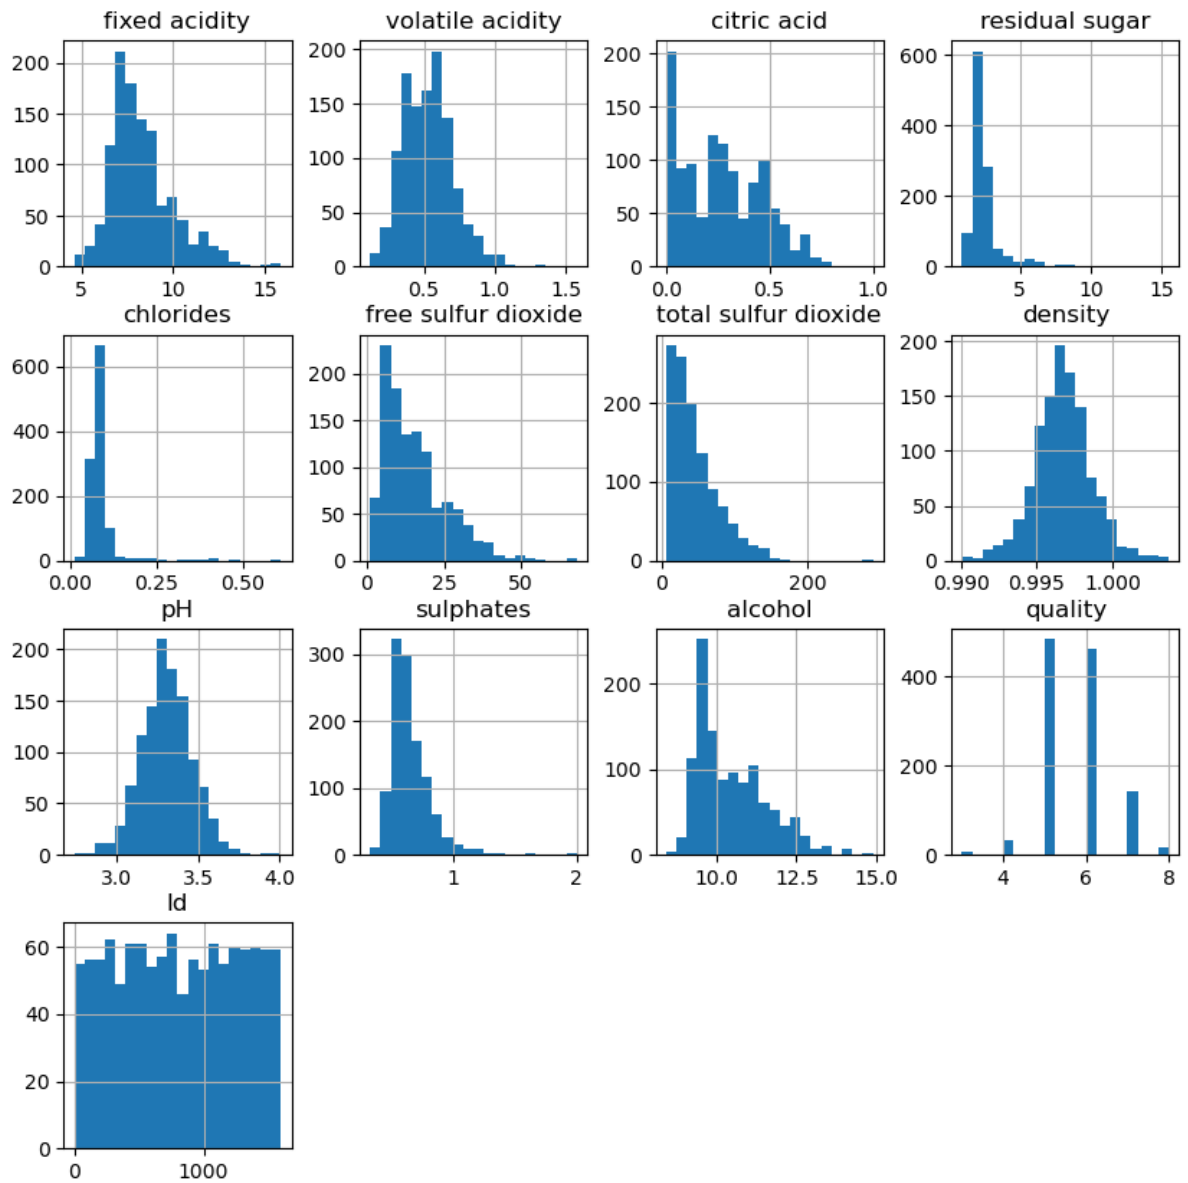 fixed acidity volatile acidity citric acid residual sugar
200 150 100 50 0
5 10 15
200 150 100 50 0
0.5 1.0 1.5
200 150 100 50 0
0.0 0.5 1.0
600 400 200 0
5 10 15
chlorides free sulfur dioxide total sulfur dioxide density
600 400 200 0
0.00 0.25 0.50
200 150 100 50 0
0 25 50
200 100 0
0 200
200 150 100 50 0
0.990 0.995 1.000
pH sulphates alcohol quality
200 150 100 50 0
3.0 3.5 4.0
300 200 100 0
1 2
200 100 0
10.0 12.5 15.0
400 200 0
4 6 8
Id
60 40 20 0
0 1000